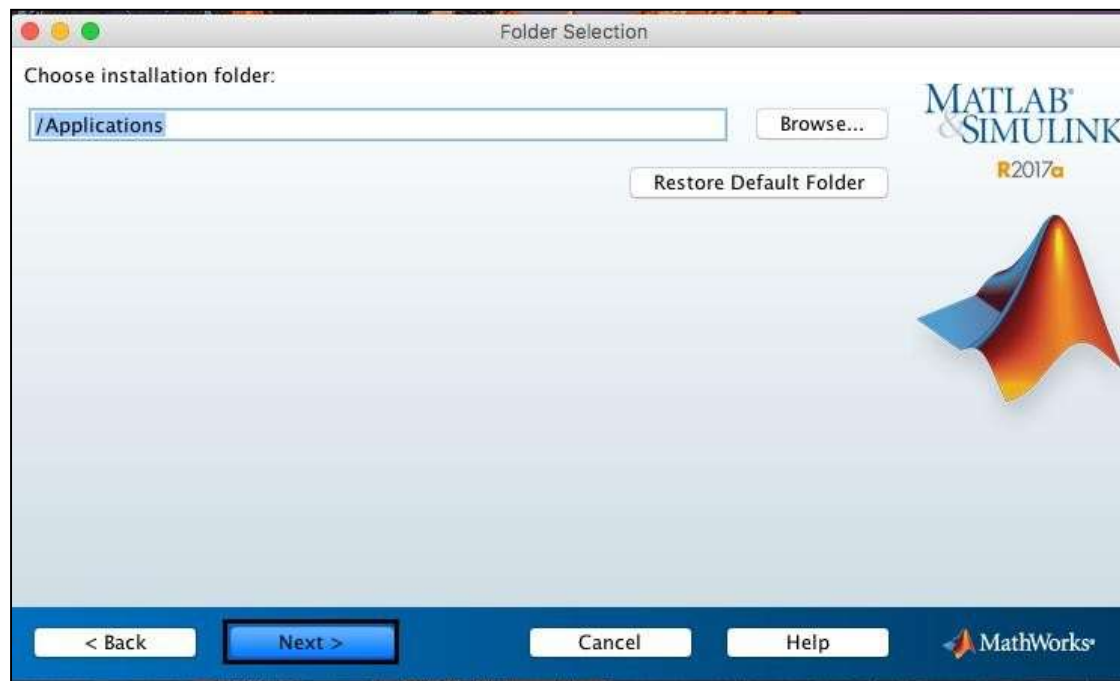 Folder Selection
Choose installation folder:
/Applications
Browse...
Restore Default Folder
MATLAB®
&SIMULINK
R2017a
< Back
Next >
Cancel
Help
MathWorks®